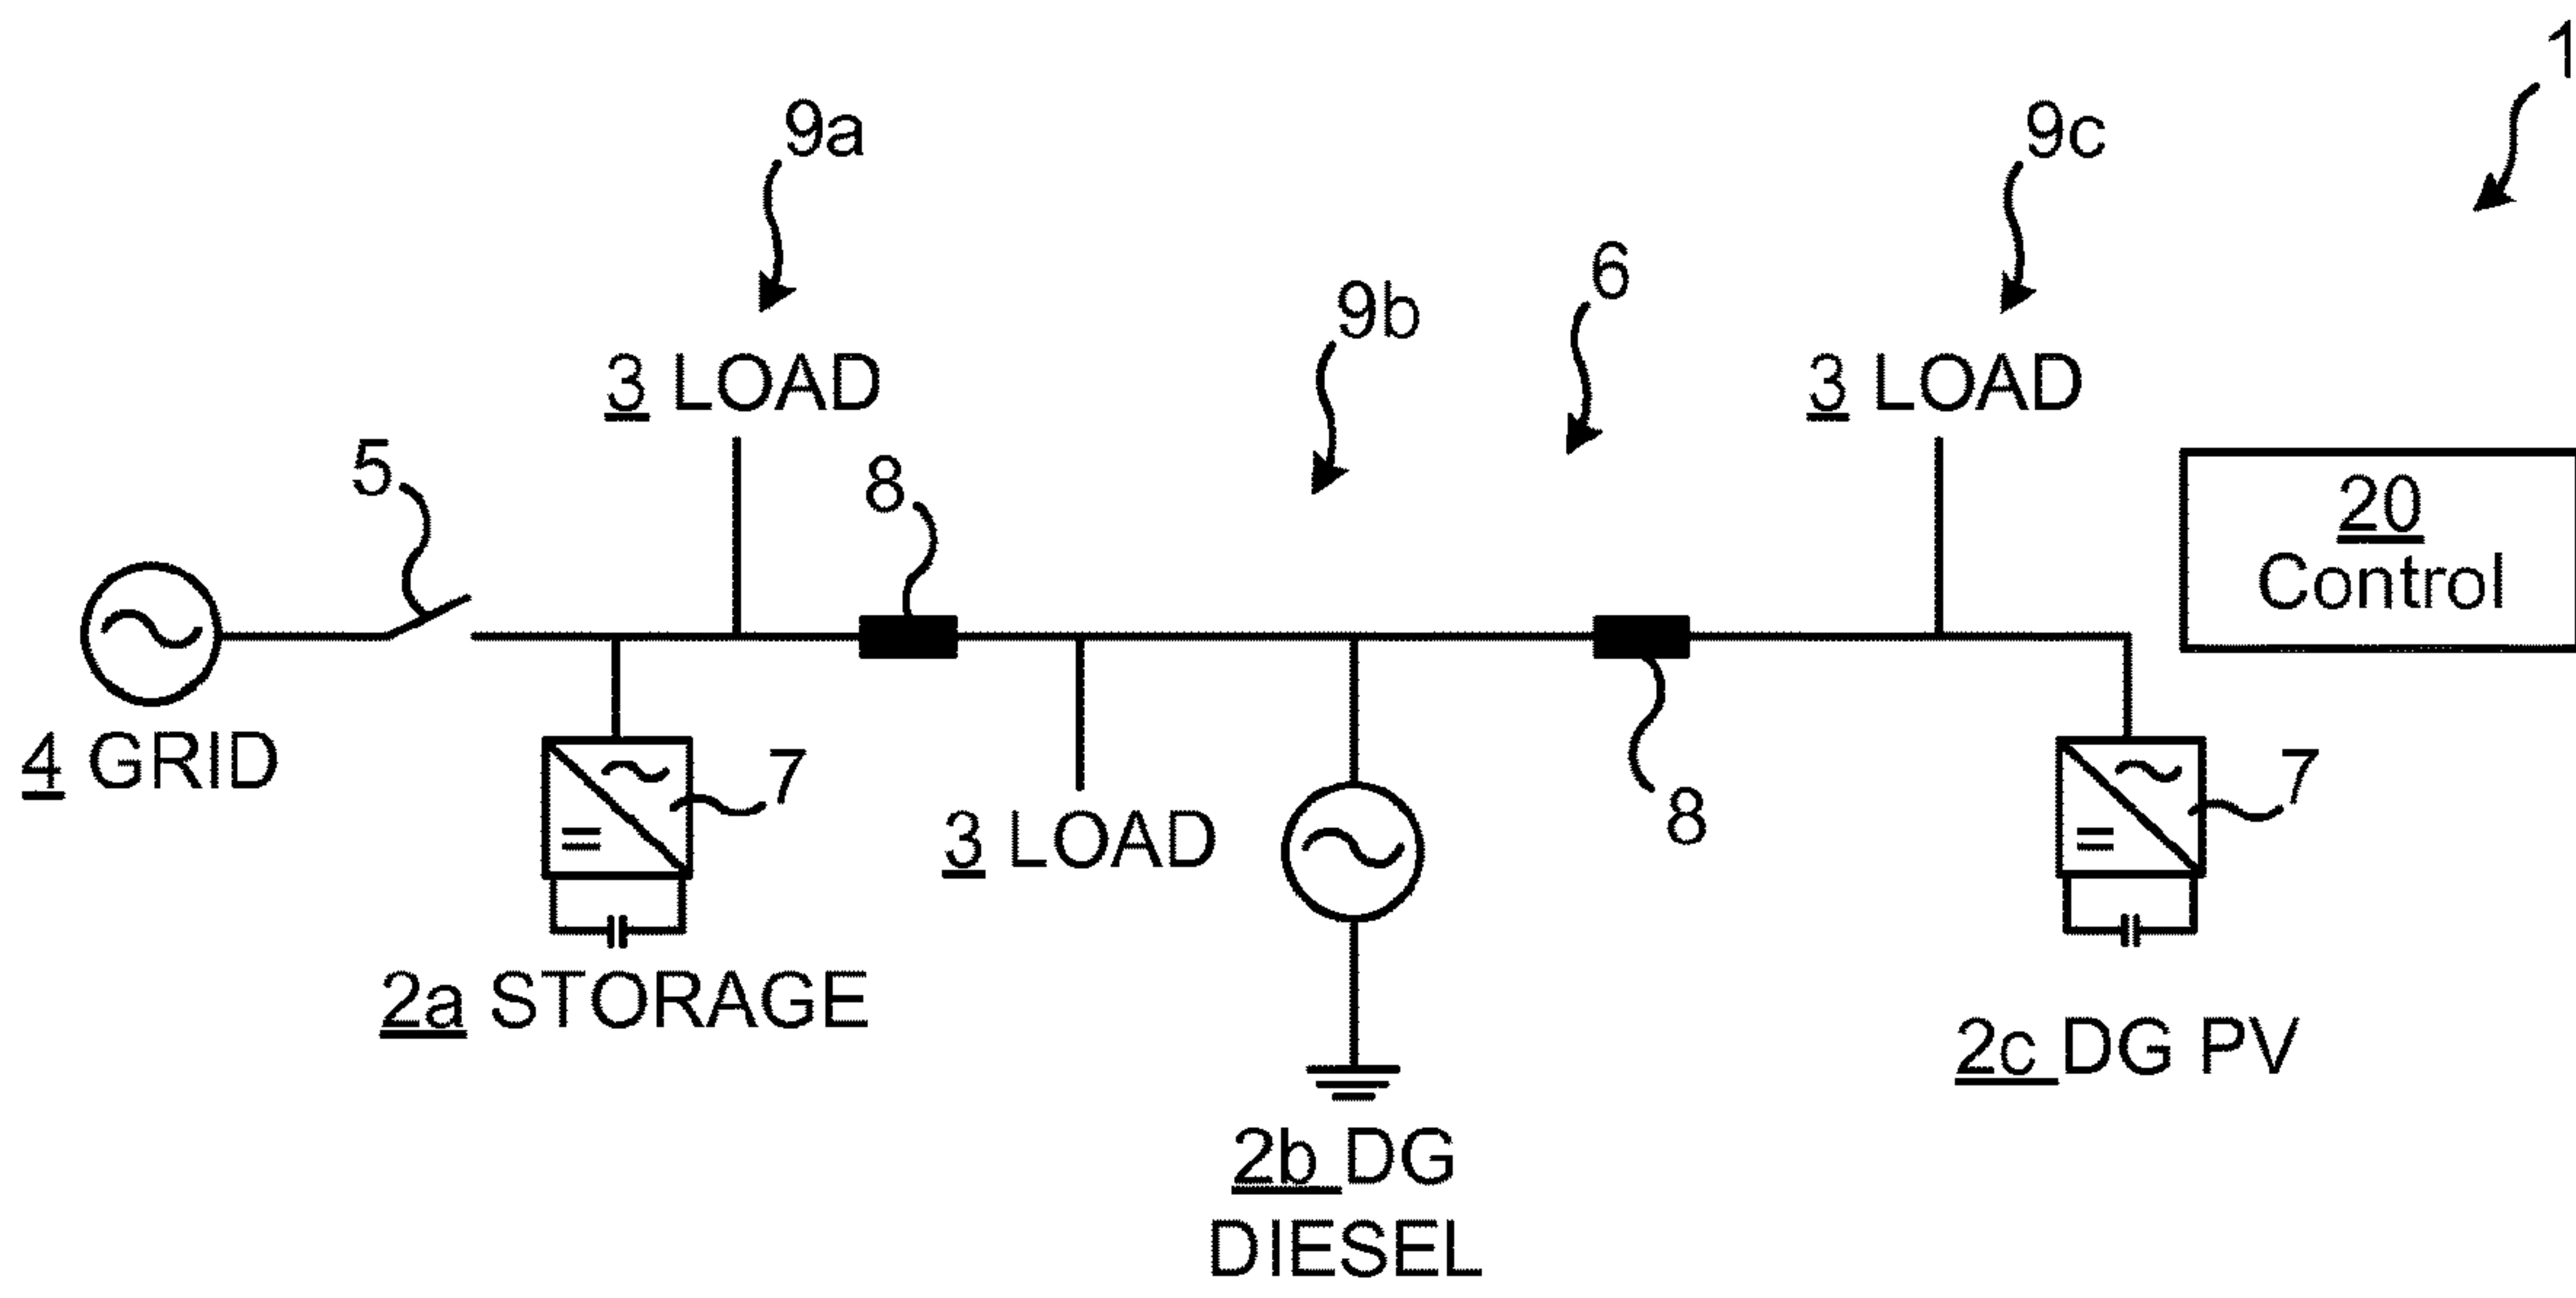 1
9a
9c
6
9b
3 LOAD
3 LOAD
5
8
20
Control
4 GRID
7
3 LOAD
8
7
2a STORAGE
2c DG PV
2b DG
DIESEL